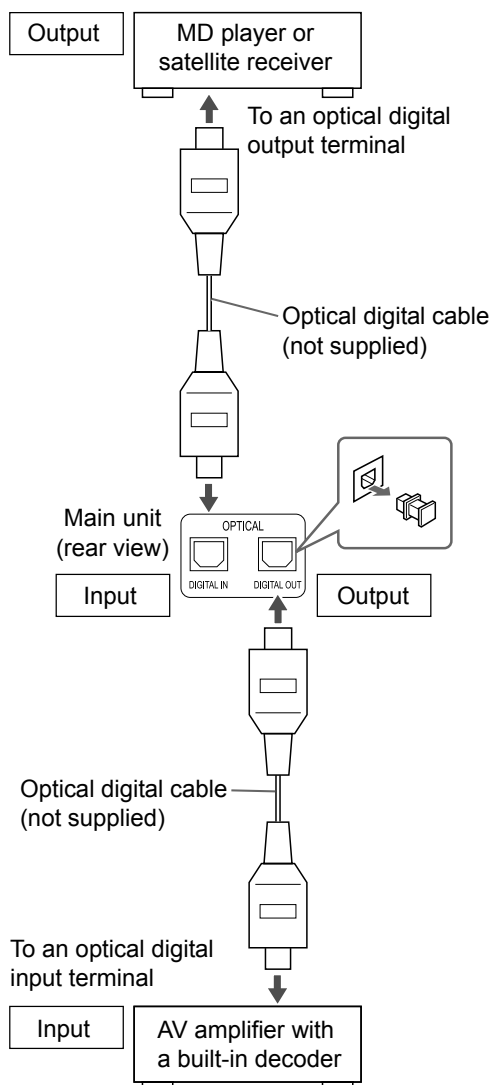 Output
MD player or
satellite receiver
To an optical digital
output terminal
Optical digital cable
(not supplied)
Main unit
(rear view)
OPTICAL
DIGITAL IN
DIGITAL OUT
Input
Output
Optical digital cable
(not supplied)
To an optical digital
input terminal
Input
AV amplifier with
a built-in decoder